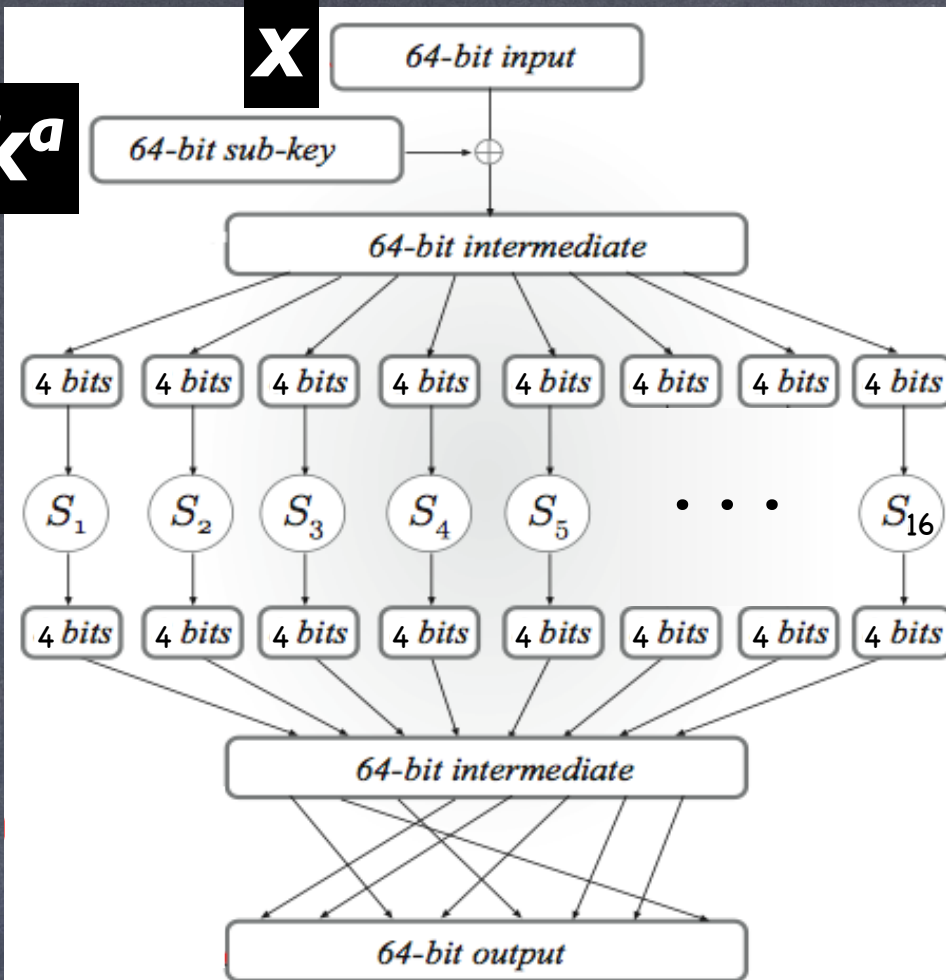 x
64-bit input
k^a
64-bit sub-key
64-bit intermediate
4 bits 4 bits 4 bits 4 bits 4 bits 4 bits 4 bits 4 bits
S₁ S₂ S₃ S₄ S₅ • • • S₁₆
4 bits 4 bits 4 bits 4 bits 4 bits 4 bits 4 bits 4 bits
64-bit intermediate
64-bit output